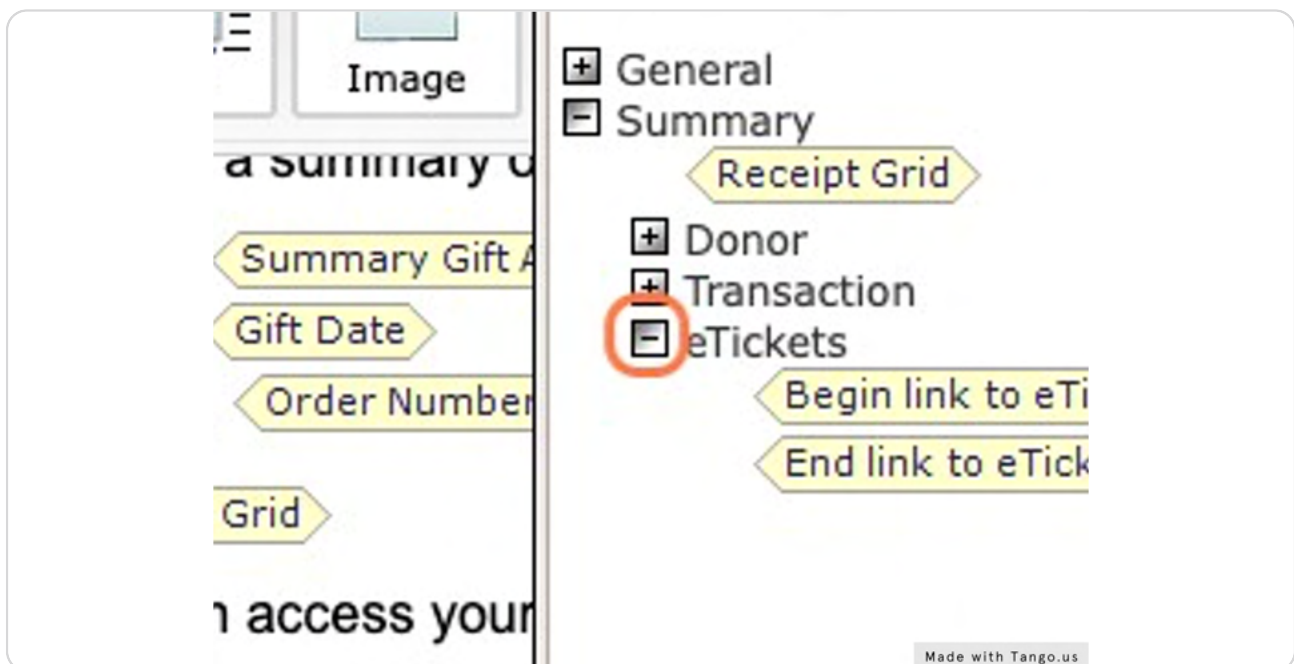 Image
a summary
Summary Gift
Gift Date
Order Number
Grid
access your
General
Summary
Receipt Grid
Donor
Transaction
eTickets
Begin link to eTi
End link to eTick
Made with Tango.us